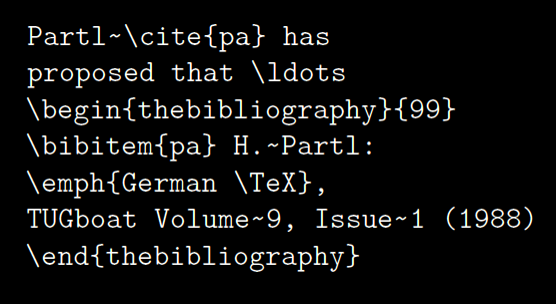 Partl~\cite{pa} has
proposed that \ldots
\begin{thebibliography}{99}
\bibitem{pa} H.~Partl:
\emph{German \TeX},
TUGboat Volume~9, Issue~1 (1988)
\end{thebibliography}